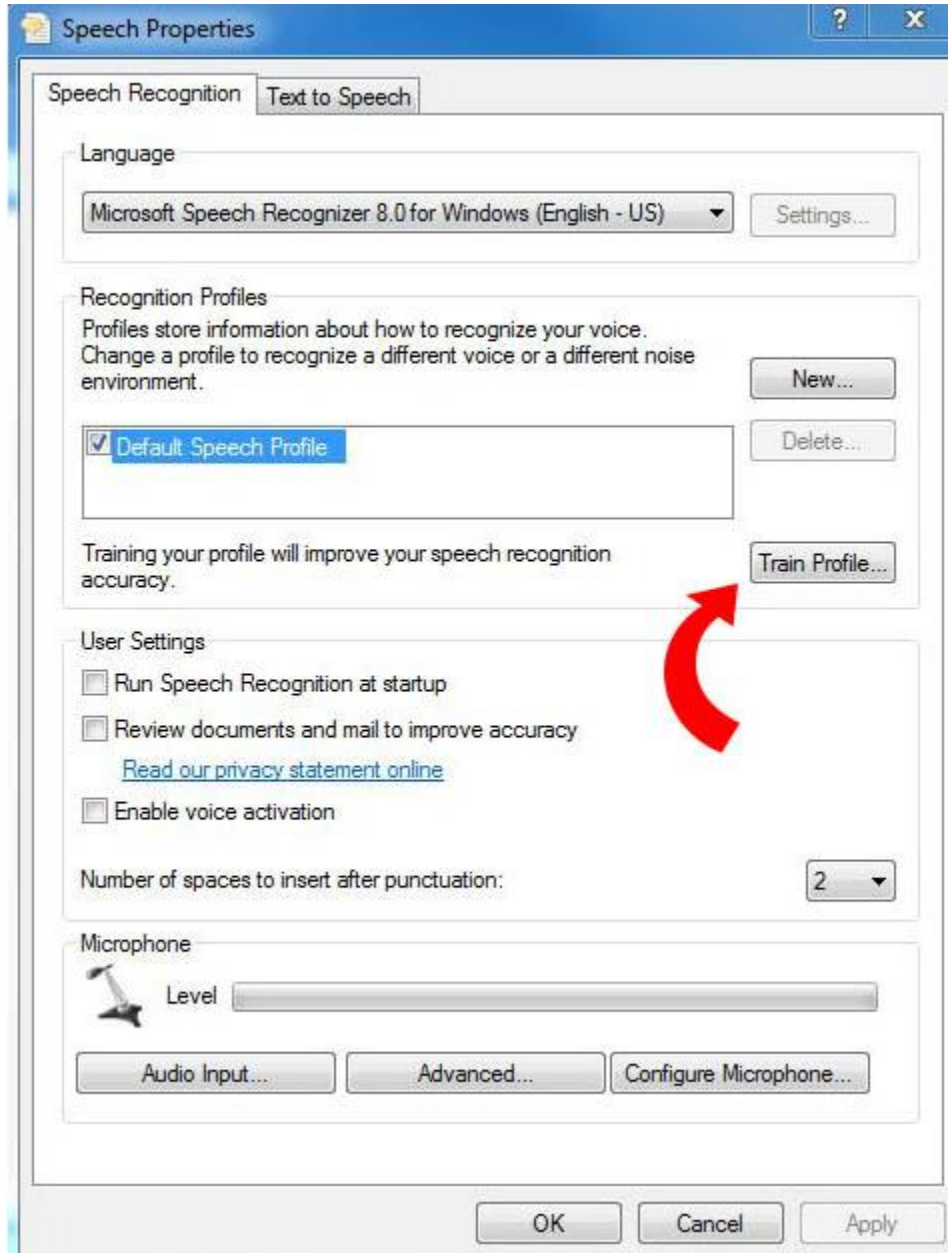 Speech Properties
?
X
Speech Recognition
Text to Speech
Language
Microsoft Speech Recognizer 8.0 for Windows (English - US)
Settings...
Recognition Profiles
Profiles store information about how to recognize your voice.
Change a profile to recognize a different voice or a different noise
environment.
New...
Default Speech Profile
Delete...
Training your profile will improve your speech recognition
accuracy.
Train Profile...
User Settings
Run Speech Recognition at startup
Review documents and mail to improve accuracy
Read our privacy statement online
Enable voice activation
Number of spaces to insert after punctuation:
2
Microphone
Level
Audio Input...
Advanced...
Configure Microphone...
OK
Cancel
Apply